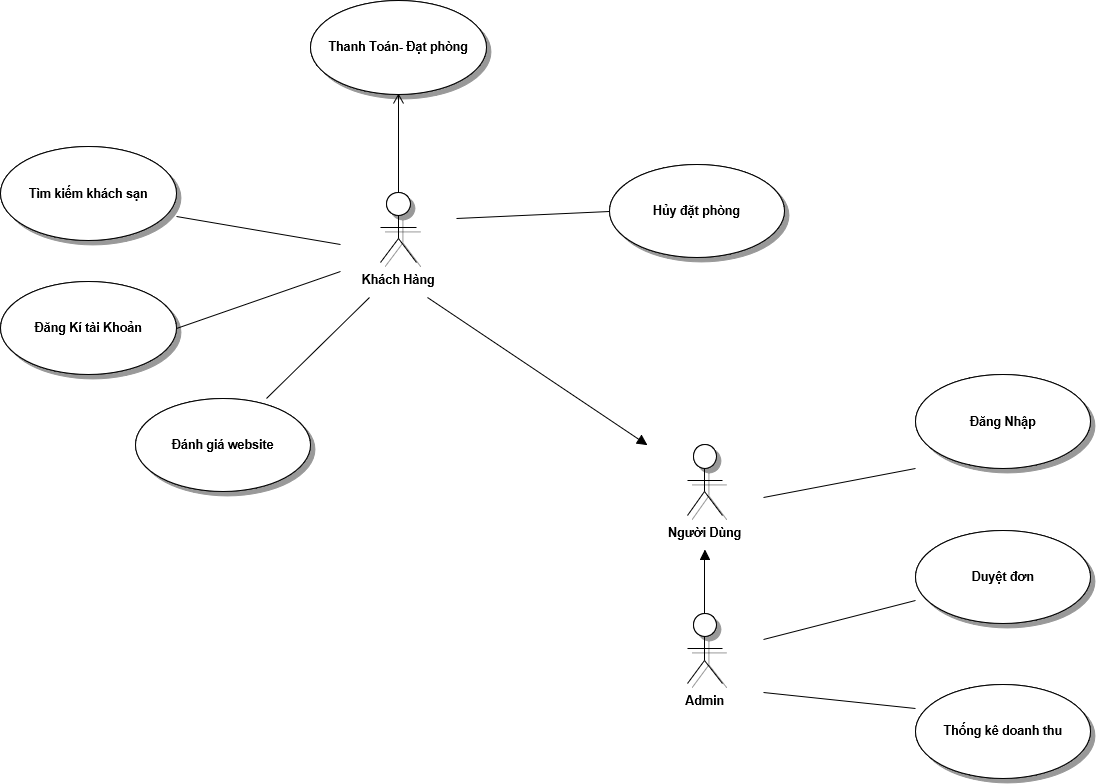 Thanh Toán- Đạt phòng
Tìm kiếm khách sạn
Hủy đặt phòng
Khách Hàng
Đăng Kí tài Khoản
Đánh giá website
Đăng Nhập
Người Dùng
Duyệt đơn
Admin
Thống kê doanh thu